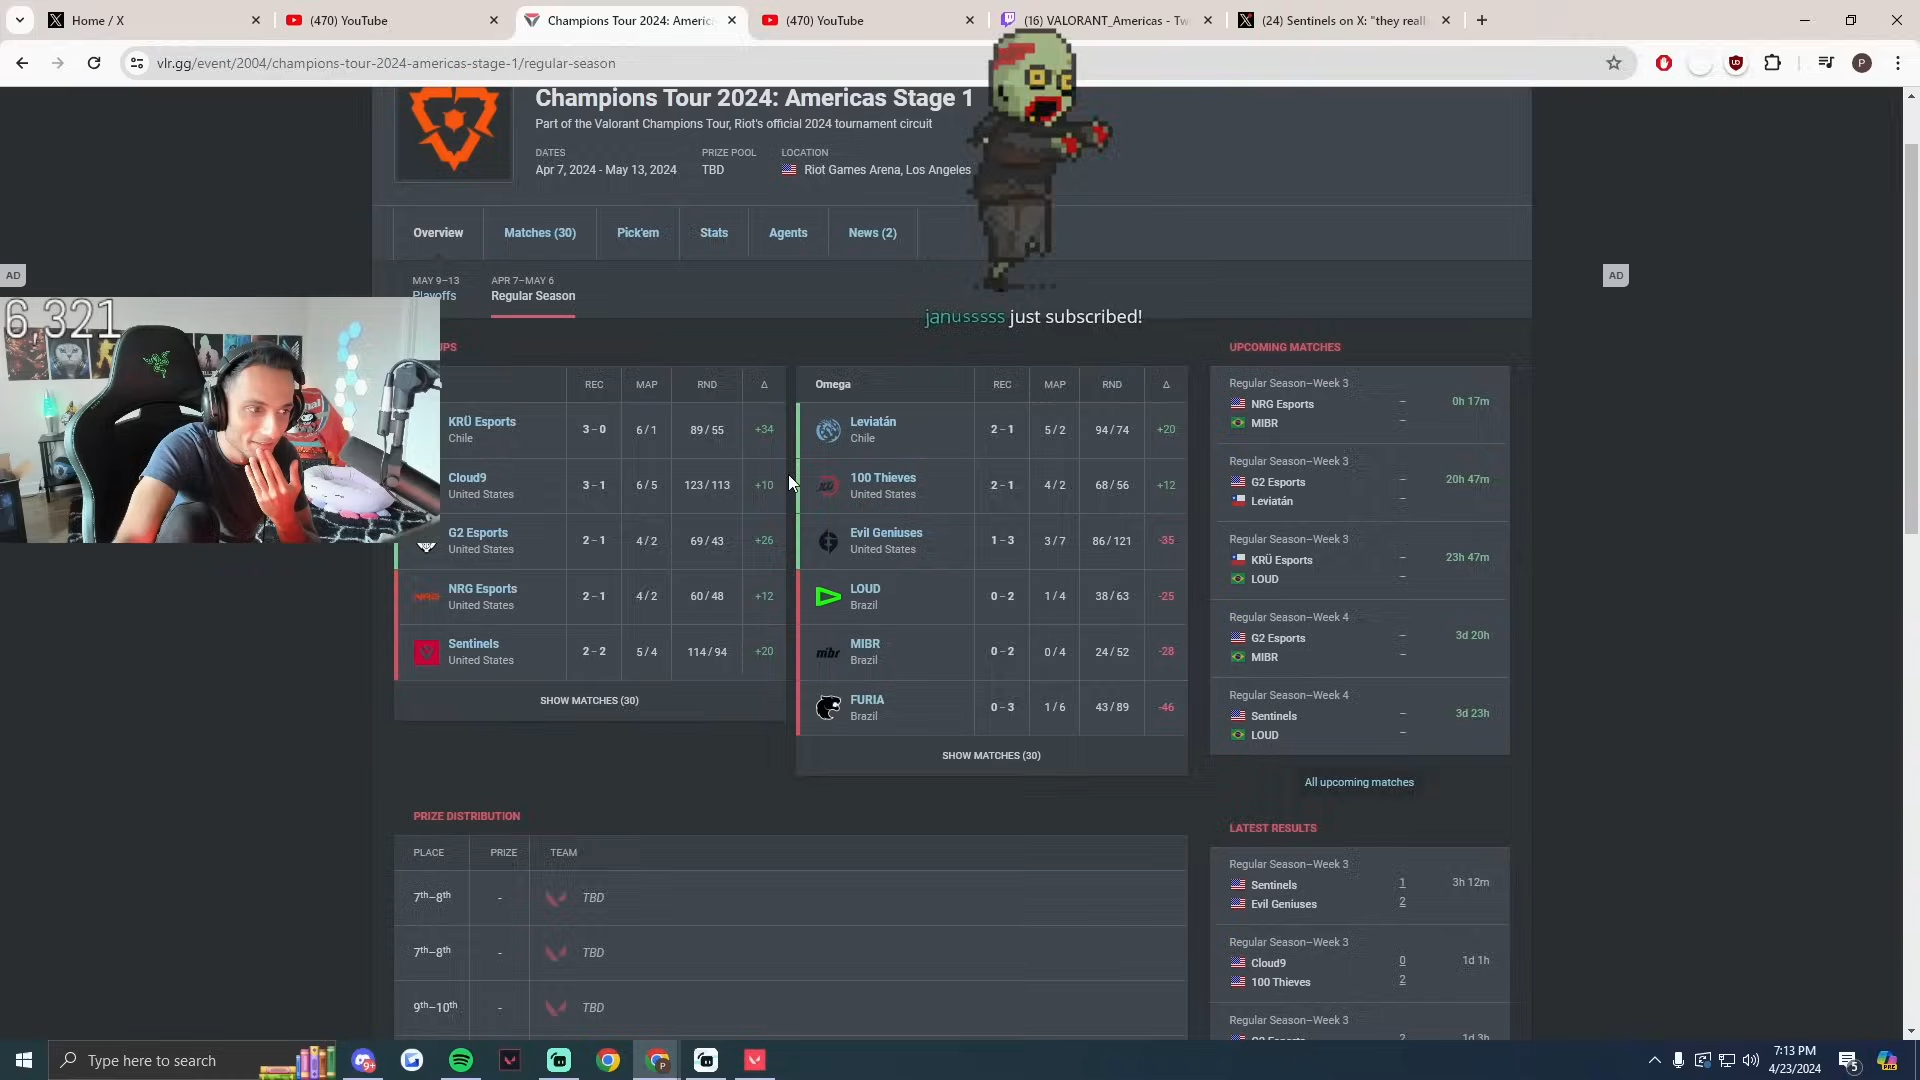 Home / X
(470) YouTube
Champions Tour 2024: Americ
(470) YouTube
(16) VALORANT_Americas - Tw
(24) Sentinels on X: "they reall
vlr.gg/event/2004/champions-tour-2024-americas-stage-1/regular-season
P
Champions Tour 2024: Americas Stage 1
Part of the Valorant Champions Tour, Riot's official 2024 tournament circuit
DATES PRIZE POOL LOCATION
Apr 7, 2024 - May 13, 2024 TBD Riot Games Arena, Los Angeles
Overview Matches (30) Pick'em Stats Agents News (2)
AD
AD
MAY 9–13 APR 7–MAY 6
Playoffs Regular Season
6,321
janusssss just subscribed!
UPS
REC MAP RND Δ
KRÜ Esports 3 – 0 6 / 1 89 / 55 +34
Chile
Cloud9 3 – 1 6 / 5 123 / 113 +10
United States
G2 Esports 2 – 1 4 / 2 69 / 43 +26
United States
NRG Esports 2 – 1 4 / 2 60 / 48 +12
United States
Sentinels 2 – 2 5 / 4 114 / 94 +20
United States
SHOW MATCHES (30)
Omega REC MAP RND Δ
Leviatán 2 – 1 5 / 2 94 / 74 +20
Chile
100 Thieves 2 – 1 4 / 2 68 / 56 +12
United States
Evil Geniuses 1 – 3 3 / 7 86 / 121 -35
United States
LOUD 0 – 2 1 / 4 38 / 63 -25
Brazil
mibr MIBR 0 – 2 0 / 4 24 / 52 -28
Brazil
FURIA 0 – 3 1 / 6 43 / 89 -46
Brazil
SHOW MATCHES (30)
UPCOMING MATCHES
Regular Season–Week 3
NRG Esports – 0h 17m
MIBR –
Regular Season–Week 3
G2 Esports – 20h 47m
Leviatán –
Regular Season–Week 3
KRÜ Esports – 23h 47m
LOUD –
Regular Season–Week 4
G2 Esports – 3d 20h
MIBR –
Regular Season–Week 4
Sentinels – 3d 23h
LOUD –
All upcoming matches
PRIZE DISTRIBUTION
PLACE PRIZE TEAM
7th–8th - TBD
7th–8th - TBD
9th–10th - TBD
LATEST RESULTS
Regular Season–Week 3
Sentinels 1 3h 12m
Evil Geniuses 2
Regular Season–Week 3
Cloud9 0 1d 1h
100 Thieves 2
Regular Season–Week 3
Type here to search
9+
P
7:13 PM
4/23/2024
5
PRE